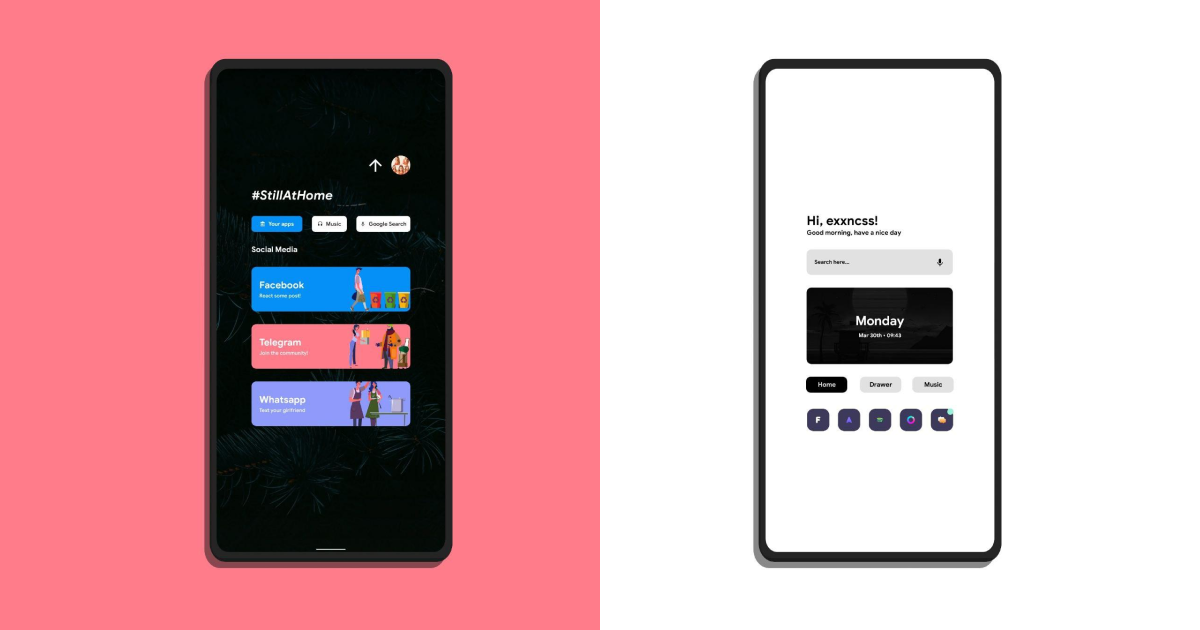 #StillAtHome
Your apps
Music
Google Search
Social Media
Facebook
React some post!
Telegram
Join the community!
Whatsapp
Text your girlfriend
Hi, exxncss!
Good morning, have a nice day
Search here...
Monday
Mar 30th • 09:43
Home
Drawer
Music
F